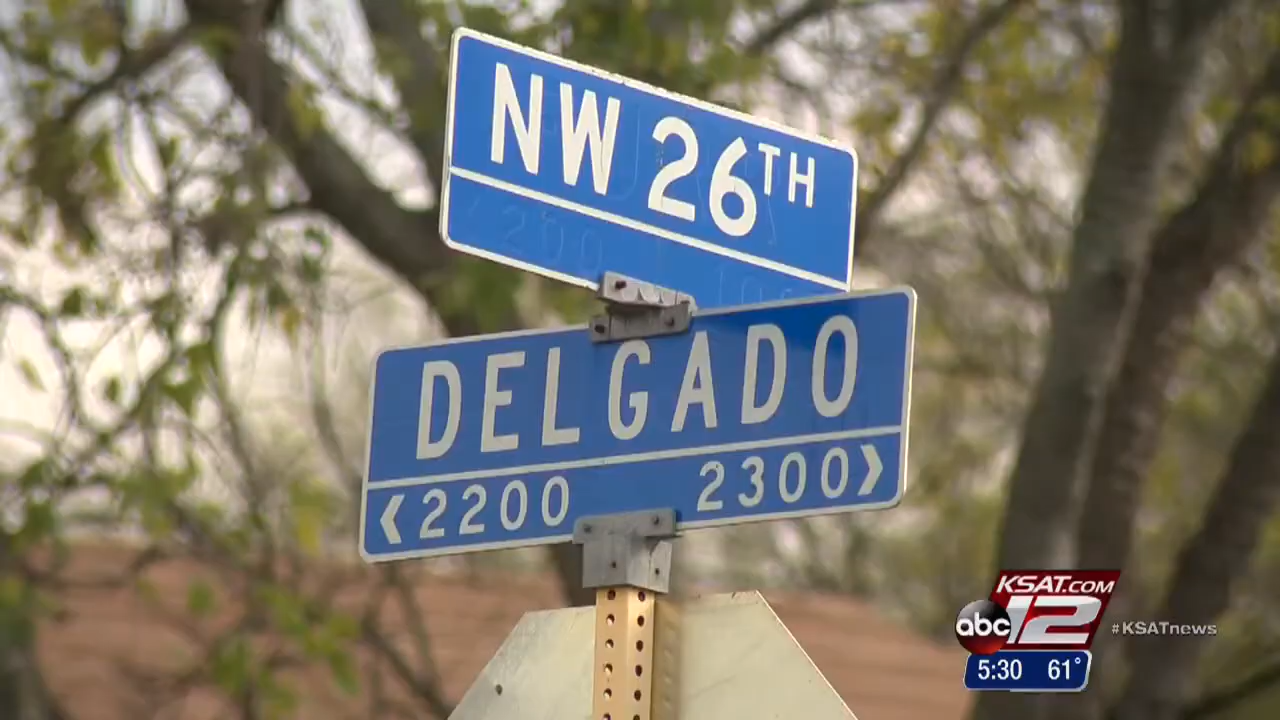 NW 26TH
DELGADO
2200 2300
KSAT.COM
abc 12
#KSATnews
5:30 61°